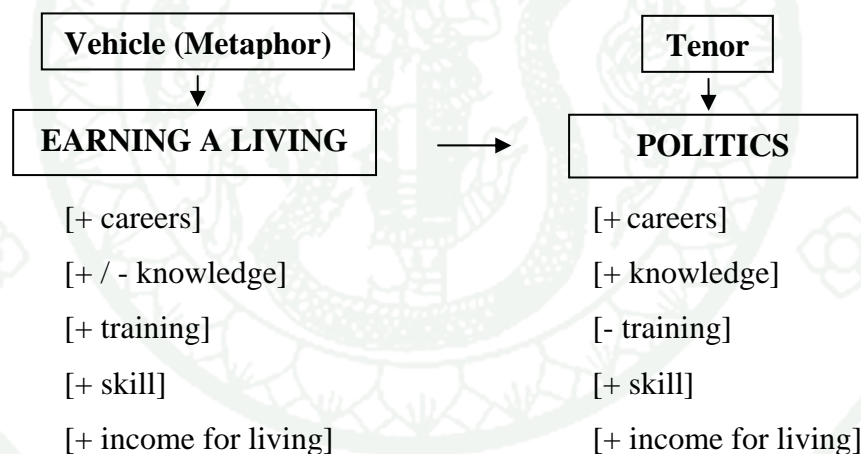 Vehicle (Metaphor) Tenor
EARNING A LIVING POLITICS
[+ careers] [+ careers]
[+ / - knowledge] [+ knowledge]
[+ training] [- training]
[+ skill] [+ skill]
[+ income for living] [+ income for living]